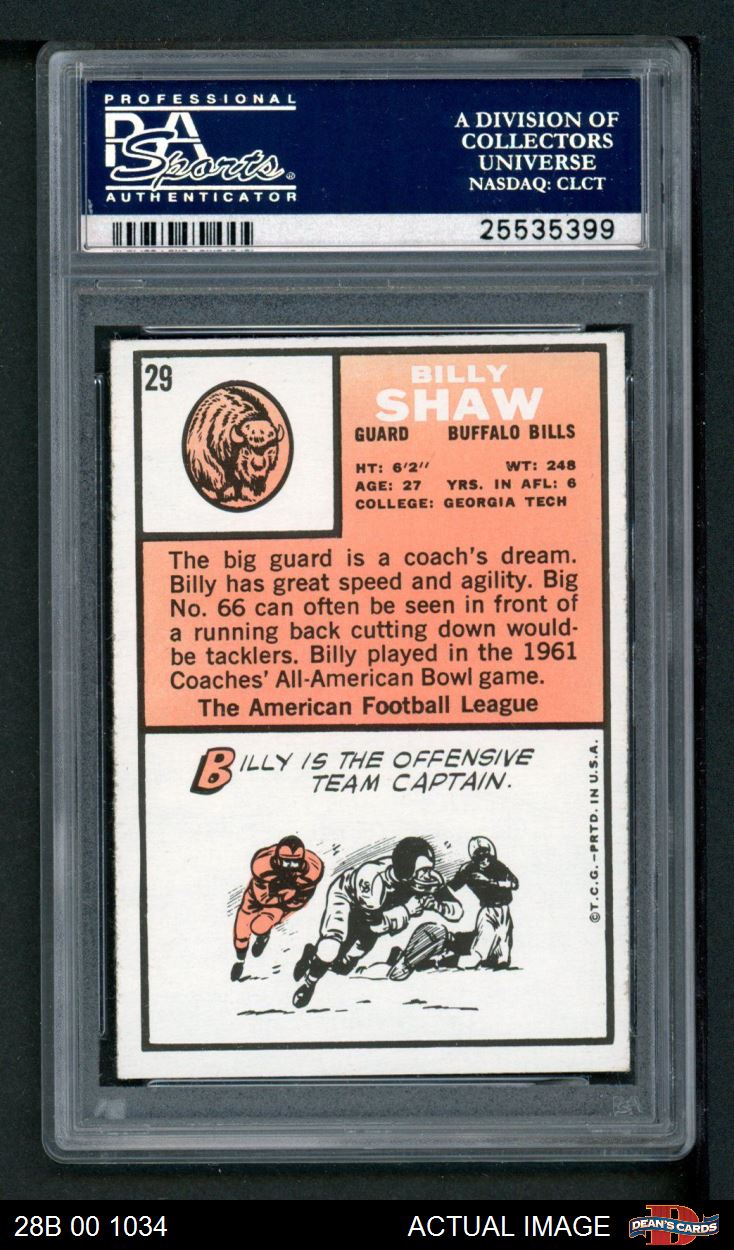 PROFESSIONAL
PSA
Sports®
AUTHENTICATOR
A DIVISION OF
COLLECTORS
UNIVERSE
NASDAQ: CLCT
25535399
29
BILLY
SHAW
GUARD BUFFALO BILLS
HT: 6'2" WT: 248
AGE: 27 YRS. IN AFL: 6
COLLEGE: GEORGIA TECH
The big guard is a coach's dream.
Billy has great speed and agility. Big
No. 66 can often be seen in front of
a running back cutting down would-
be tacklers. Billy played in the 1961
Coaches' All-American Bowl game.
The American Football League
BILLY IS THE OFFENSIVE
TEAM CAPTAIN.
©T.C.G.–PRTD. IN U.S.A.
PSA
28B 00 1034
ACTUAL IMAGE
DEAN'S CARDS